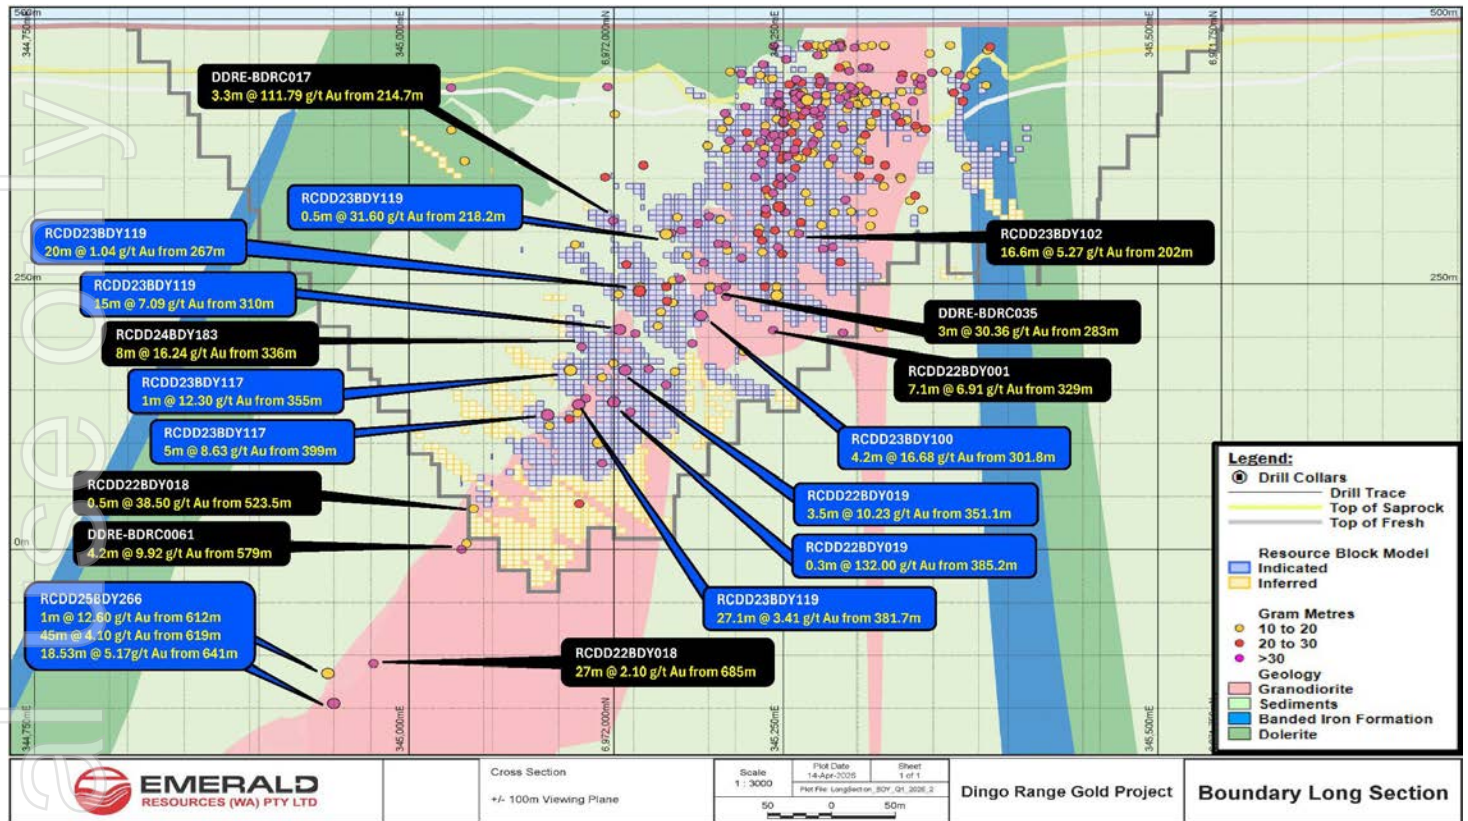 500m
500m
344,750mE
345,000mE
6,972,000mN
345,250mE
345,500mE
6,971,750mN
DDRE-BDRC017
3.3m @ 111.79 g/t Au from 214.7m
RCDD23BDY119
0.5m @ 31.60 g/t Au from 218.2m
RCDD23BDY119
20m @ 1.04 g/t Au from 267m
RCDD23BDY102
16.6m @ 5.27 g/t Au from 202m
250m
250m
RCDD23BDY119
15m @ 7.09 g/t Au from 310m
DDRE-BDRC035
3m @ 30.36 g/t Au from 283m
RCDD24BDY183
8m @ 16.24 g/t Au from 336m
RCDD22BDY001
7.1m @ 6.91 g/t Au from 329m
RCDD23BDY117
1m @ 12.30 g/t Au from 355m
RCDD23BDY117
5m @ 8.63 g/t Au from 399m
RCDD23BDY100
4.2m @ 16.68 g/t Au from 301.8m
RCDD22BDY018
0.5m @ 38.50 g/t Au from 523.5m
RCDD22BDY019
3.5m @ 10.23 g/t Au from 351.1m
DDRE-BDRC0061
4.2m @ 9.92 g/t Au from 579m
0m
RCDD22BDY019
0.3m @ 132.00 g/t Au from 385.2m
RCDD25BDY266
1m @ 12.60 g/t Au from 612m
45m @ 4.10 g/t Au from 619m
18.53m @ 5.17g/t Au from 641m
RCDD23BDY119
27.1m @ 3.41 g/t Au from 381.7m
RCDD22BDY018
27m @ 2.10 g/t Au from 685m
Legend:
Drill Collars
Drill Trace
Top of Saprock
Top of Fresh
Resource Block Model
Indicated
Inferred
Gram Metres
10 to 20
20 to 30
>30
Geology
Granodiorite
Sediments
Banded Iron Formation
Dolerite
344,750mE
345,000mE
6,972,000mN
345,250mE
345,500mE
al use only
EMERALD
RESOURCES (WA) PTY LTD
Cross Section
+/- 100m Viewing Plane
Scale
1 : 3000
Plot Date
14-Apr-2026
Sheet
1 of 1
Plot File: LongSection_BDY_Q1_2026_2
50 0 50m
Dingo Range Gold Project
Boundary Long Section